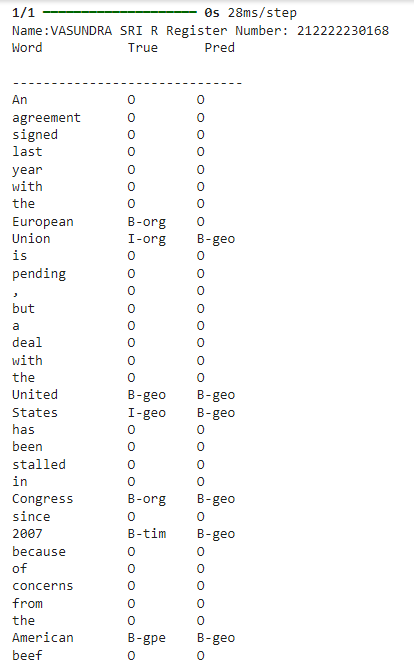 1/1 ━━━━━━━━━━━━━━━━━━━━ 0s 28ms/step
Name:VASUNDRA SRI R Register Number: 212222230168
Word True Pred
------------------------------
An O O
agreement O O
signed O O
last O O
year O O
with O O
the O O
European B-org O
Union I-org B-geo
is O O
pending O O
, O O
but O O
a O O
deal O O
with O O
the O O
United B-geo B-geo
States I-geo B-geo
has O O
been O O
stalled O O
in O O
Congress B-org B-geo
since O O
2007 B-tim B-geo
because O O
of O O
concerns O O
from O O
the O O
American B-gpe B-geo
beef O O